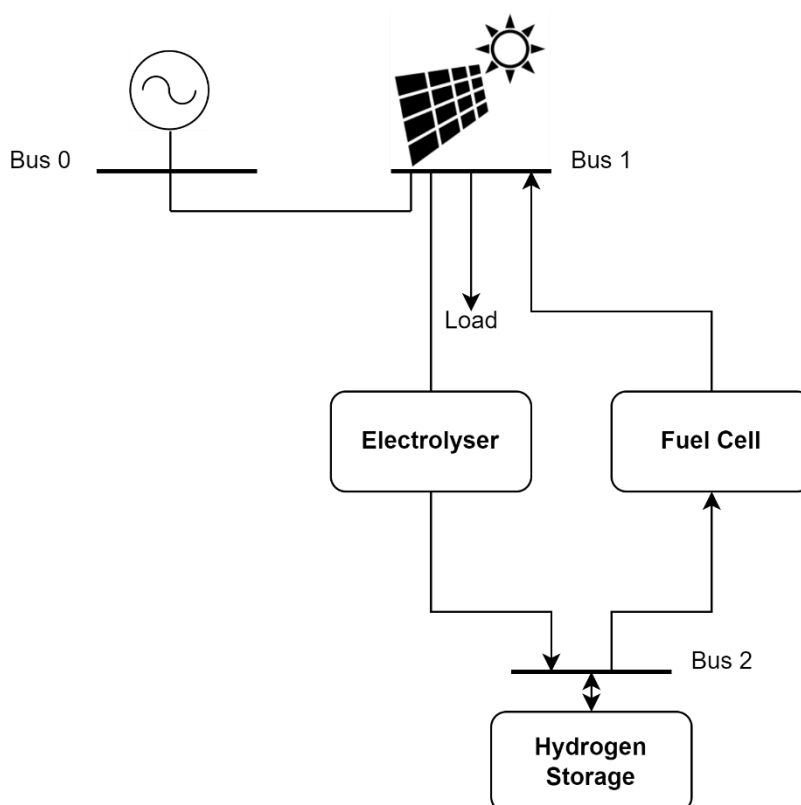 Bus 0
Bus 1
Load
Electrolyser
Fuel Cell
Bus 2
Hydrogen
Storage